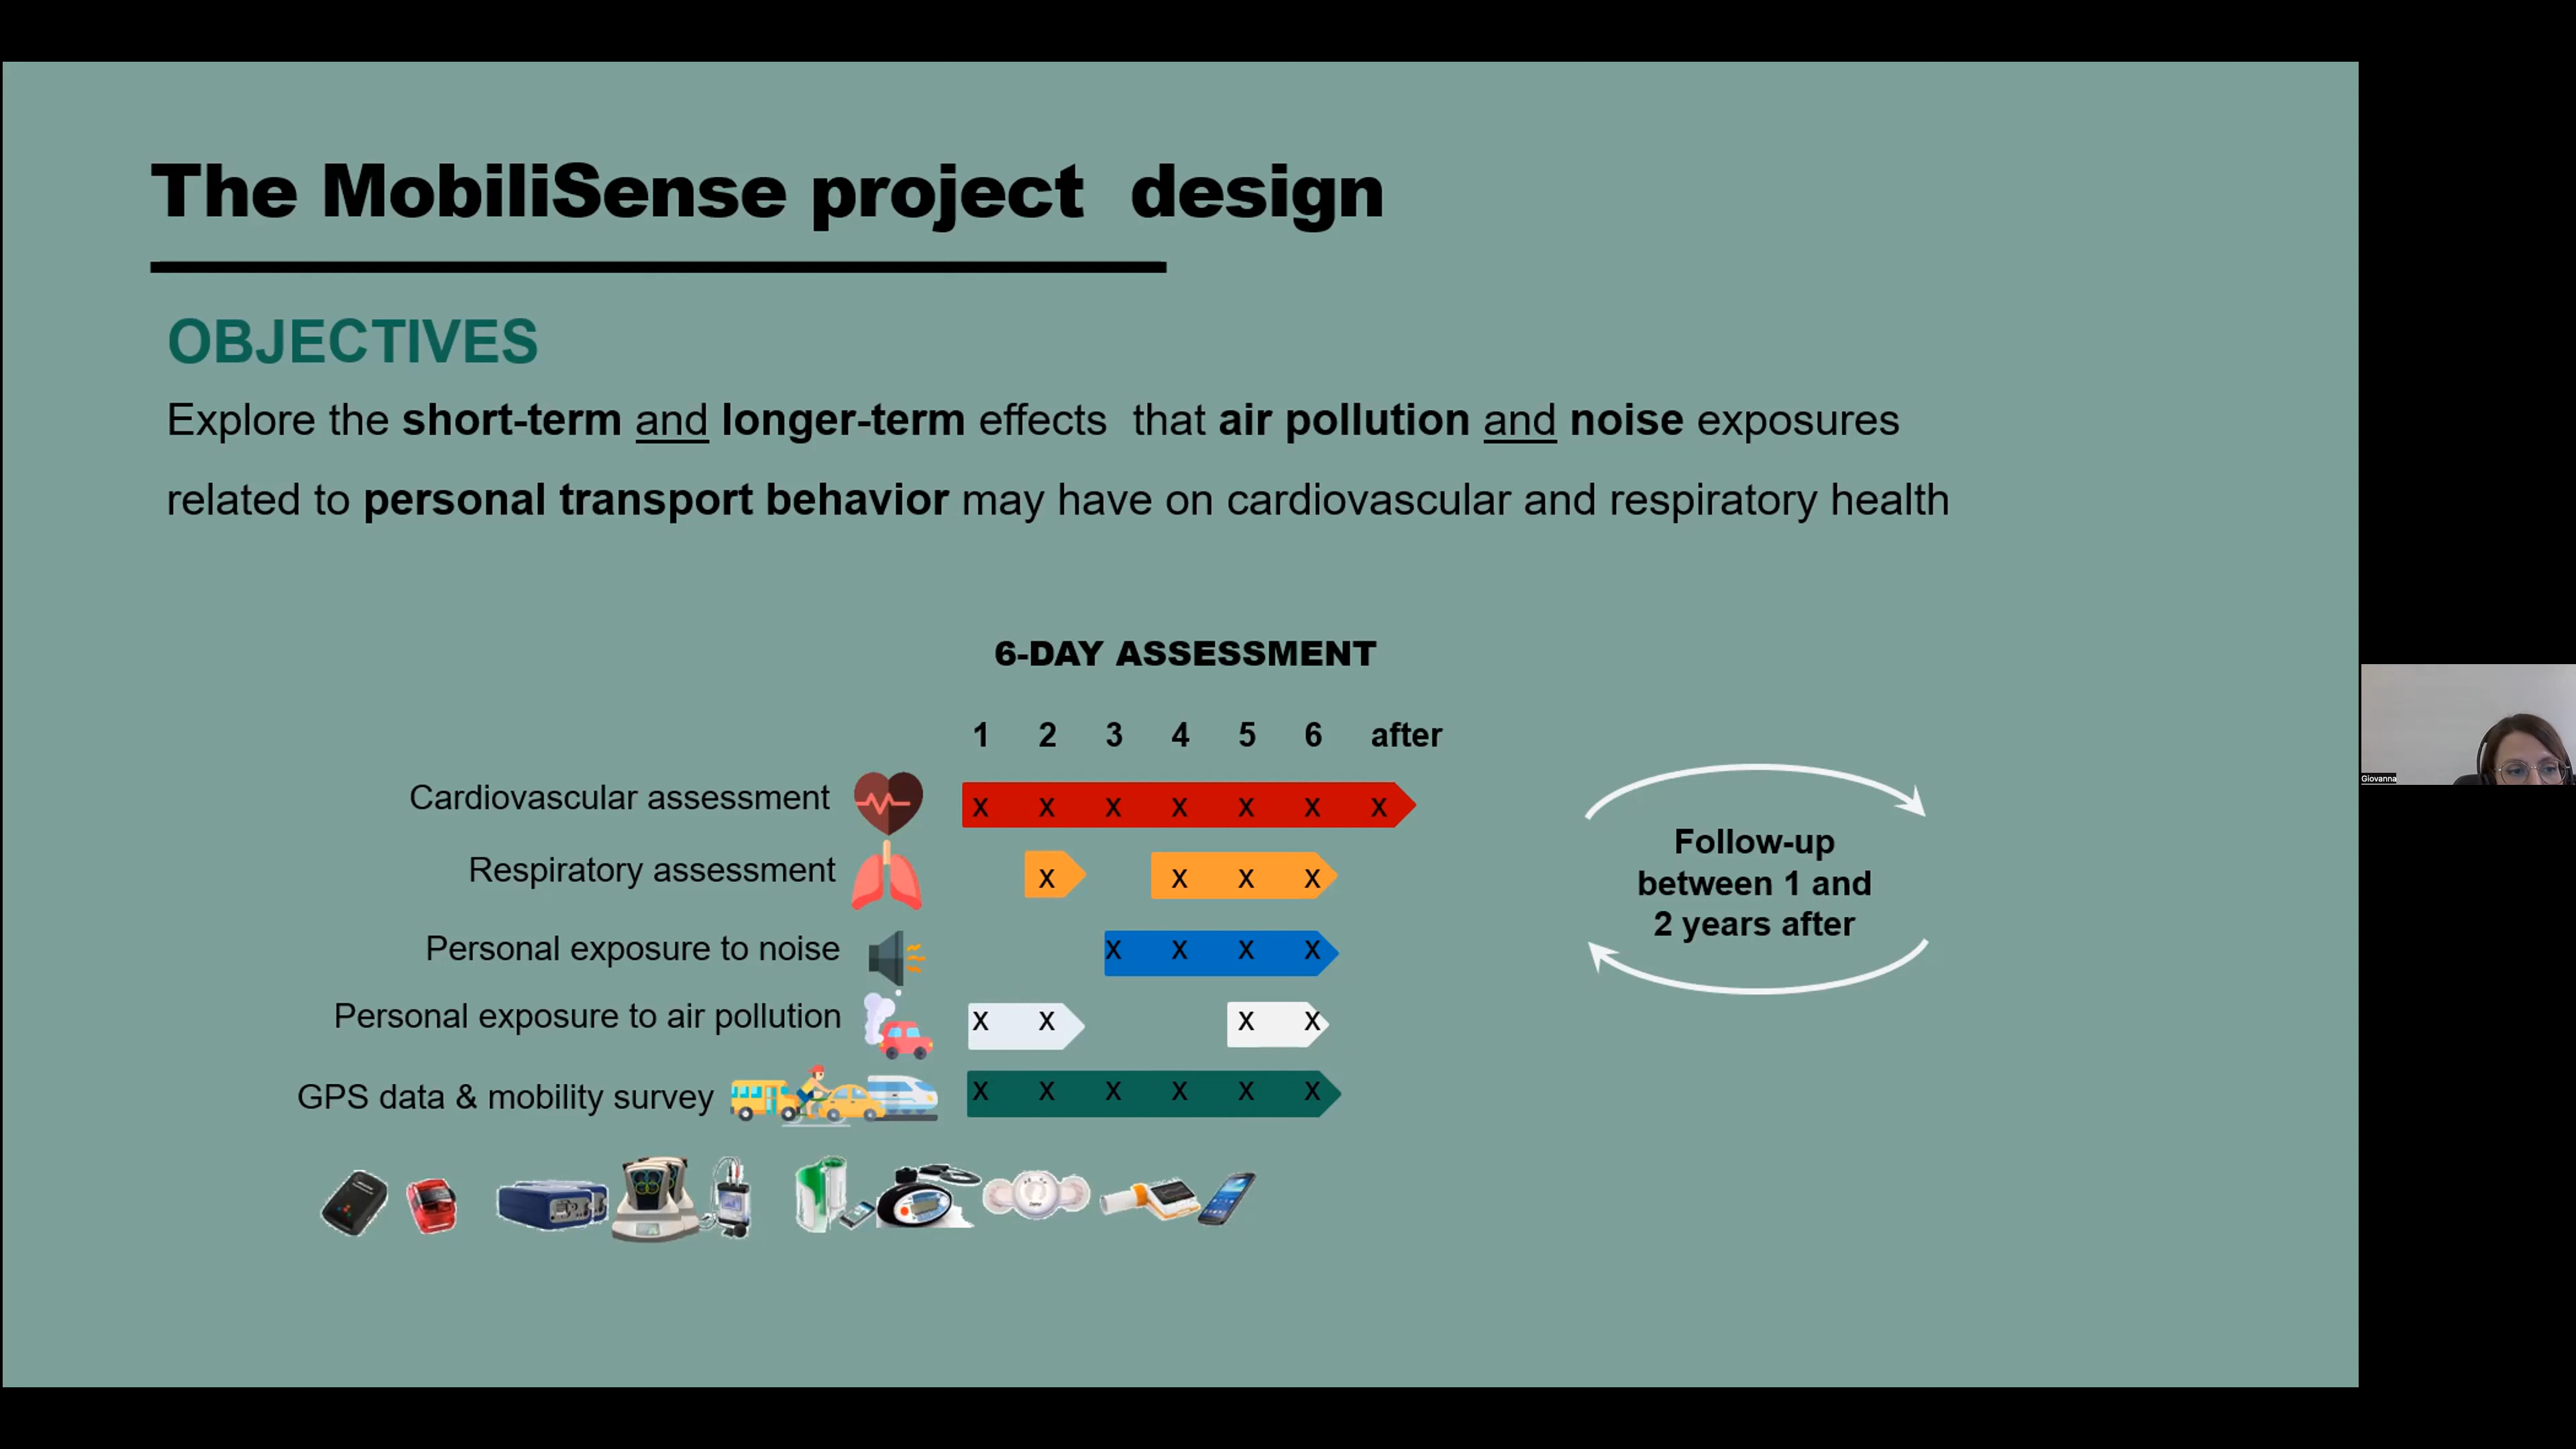 The MobiliSense project  design
OBJECTIVES
Explore the short-term and longer-term effects  that air pollution and noise exposures
related to personal transport behavior may have on cardiovascular and respiratory health
6-DAY ASSESSMENT
1 2 3 4 5 6 after
Cardiovascular assessment X X X X X X X
Respiratory assessment X X X X
Personal exposure to noise X X X X
Personal exposure to air pollution X X X X
GPS data & mobility survey X X X X X X
Follow-up
between 1 and
2 years after
Giovanna